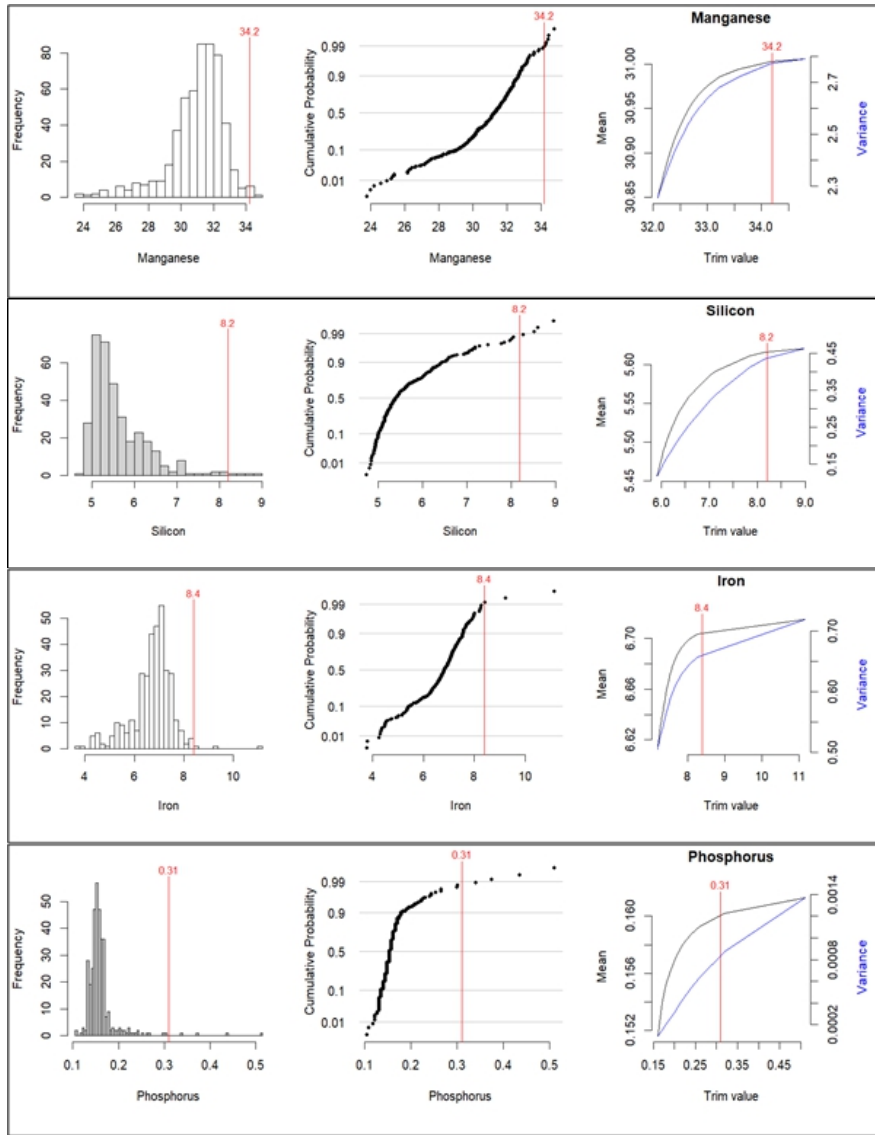 34.2
Frequency
0 20 40 60 80
24 26 28 30 32 34
Manganese
34.2
Cumulative Probability
0.01 0.1 0.5 0.9 0.99
24 26 28 30 32 34
Manganese
Manganese
34.2
Mean
30.85 30.90 30.95 31.00
2.3 2.5 2.7
Variance
32.0 33.0 34.0
Trim value
8.2
Frequency
0 20 40 60
5 6 7 8 9
Silicon
8.2
Cumulative Probability
0.01 0.1 0.5 0.9 0.99
5 6 7 8 9
Silicon
Silicon
8.2
Mean
5.45 5.50 5.55 5.60
0.15 0.25 0.35 0.45
Variance
6.0 7.0 8.0 9.0
Trim value
8.4
Frequency
0 10 20 30 40 50
4 6 8 10
Iron
8.4
Cumulative Probability
0.01 0.1 0.5 0.9 0.99
4 6 8 10
Iron
Iron
8.4
Mean
6.62 6.66 6.70
0.50 0.60 0.70
Variance
8 9 10 11
Trim value
0.31
Frequency
0 10 20 30 40 50
0.1 0.2 0.3 0.4 0.5
Phosphorus
0.31
Cumulative Probability
0.01 0.1 0.5 0.9 0.99
0.1 0.2 0.3 0.4 0.5
Phosphorus
Phosphorus
0.31
Mean
0.152 0.156 0.160
0.0002 0.0008 0.0014
Variance
0.15 0.25 0.35 0.45
Trim value